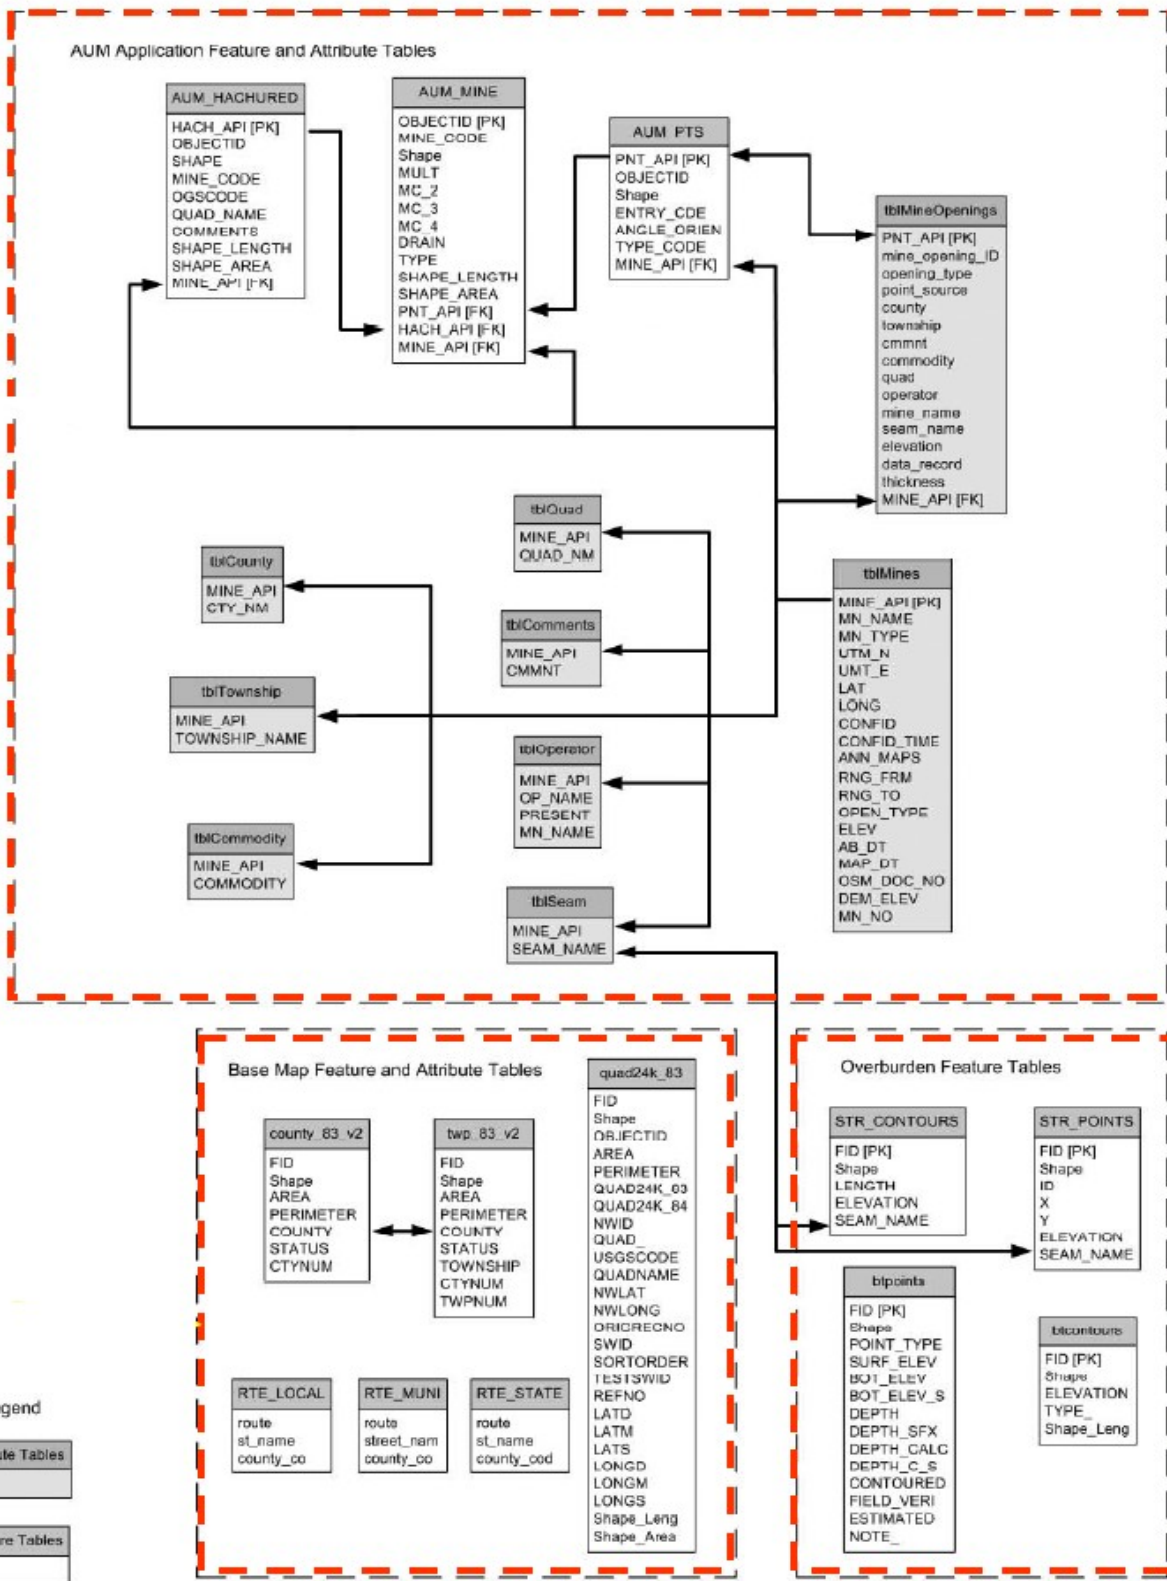 AUM Application Feature and Attribute Tables
AUM_HACHURED
HACH_API [PK]
OBJECTID
SHAPE
MINE_CODE
OGSCODE
QUAD_NAME
COMMENTS
SHAPE_LENGTH
SHAPE_AREA
MINE_API [FK]
AUM_MINE
OBJECTID [PK]
MINE_CODE
Shape
MULT
MC_2
MC_3
MC_4
DRAIN
TYPE
SHAPE_LENGTH
SHAPE_AREA
PNT_API [FK]
HACH_API [FK]
MINE_API [FK]
AUM_PTS
PNT_API [PK]
OBJECTID
Shape
ENTRY_CDE
ANGLE_ORIEN
TYPE_CODE
MINE_API [FK]
tblMineOpenings
PNT_API [PK]
mine_opening_ID
opening_type
point_source
county
township
cmmnt
commodity
quad
operator
mine_name
seam_name
elevation
data_record
thickness
MINE_API [FK]
tblQuad
MINE_API
QUAD_NM
tblCounty
MINE_API
CTY_NM
tblComments
MINE_API
CMMNT
tblTownship
MINE_API
TOWNSHIP_NAME
tblOperator
MINE_API
OP_NAME
PRESENT
MN_NAME
tblCommodity
MINE_API
COMMODITY
tblSeam
MINE_API
SEAM_NAME
tblMines
MINE_API [PK]
MN_NAME
MN_TYPE
UTM_N
UMT_E
LAT
LONG
CONFID
CONFID_TIME
ANN_MAPS
RNG_FRM
RNG_TO
OPEN_TYPE
ELEV
AB_DT
MAP_DT
OSM_DOC_NO
DEM_ELEV
MN_NO
Base Map Feature and Attribute Tables
county_83_v2
FID
Shape
AREA
PERIMETER
COUNTY
STATUS
CTYNUM
twp_83_v2
FID
Shape
AREA
PERIMETER
COUNTY
STATUS
TOWNSHIP
CTYNUM
TWPNUM
quad24k_83
FID
Shape
OBJECTID
AREA
PERIMETER
QUAD24K_83
QUAD24K_84
NWID
QUAD_
USGSCODE
QUADNAME
NWLAT
NWLONG
ORIGRECNO
SWID
SORTORDER
TESTSWID
REFNO
LATD
LATM
LATS
LONGD
LONGM
LONGS
Shape_Leng
Shape_Area
RTE_LOCAL
route
st_name
county_co
RTE_MUNI
route
street_nam
county_co
RTE_STATE
route
st_name
county_cod
Overburden Feature Tables
STR_CONTOURS
FID [PK]
Shape
LENGTH
ELEVATION
SEAM_NAME
STR_POINTS
FID [PK]
Shape
ID
X
Y
ELEVATION
SEAM_NAME
btpoints
FID [PK]
Shape
POINT_TYPE
SURF_ELEV
BOT_ELEV
BOT_ELEV_S
DEPTH
DEPTH_SFX
DEPTH_CALC
DEPTH_C_S
CONTOURED
FIELD_VERI
ESTIMATED
NOTE_
btcontours
FID [PK]
Shape
ELEVATION
TYPE_
Shape_Leng
gend
ute Tables
re Tables